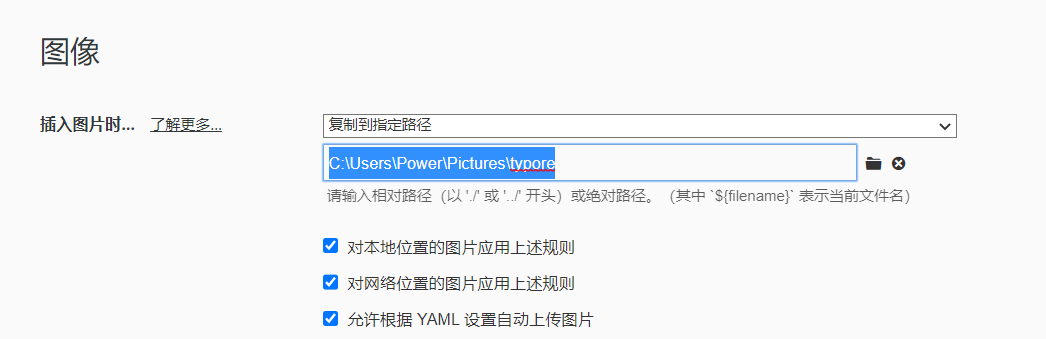 图像
插入图片时... 了解更多... 复制到指定路径
C:\Users\Power\Pictures\typore
请输入相对路径（以 './' 或 '../' 开头）或绝对路径。（其中 `${filename}` 表示当前文件名）
对本地位置的图片应用上述规则
对网络位置的图片应用上述规则
允许根据 YAML 设置自动上传图片